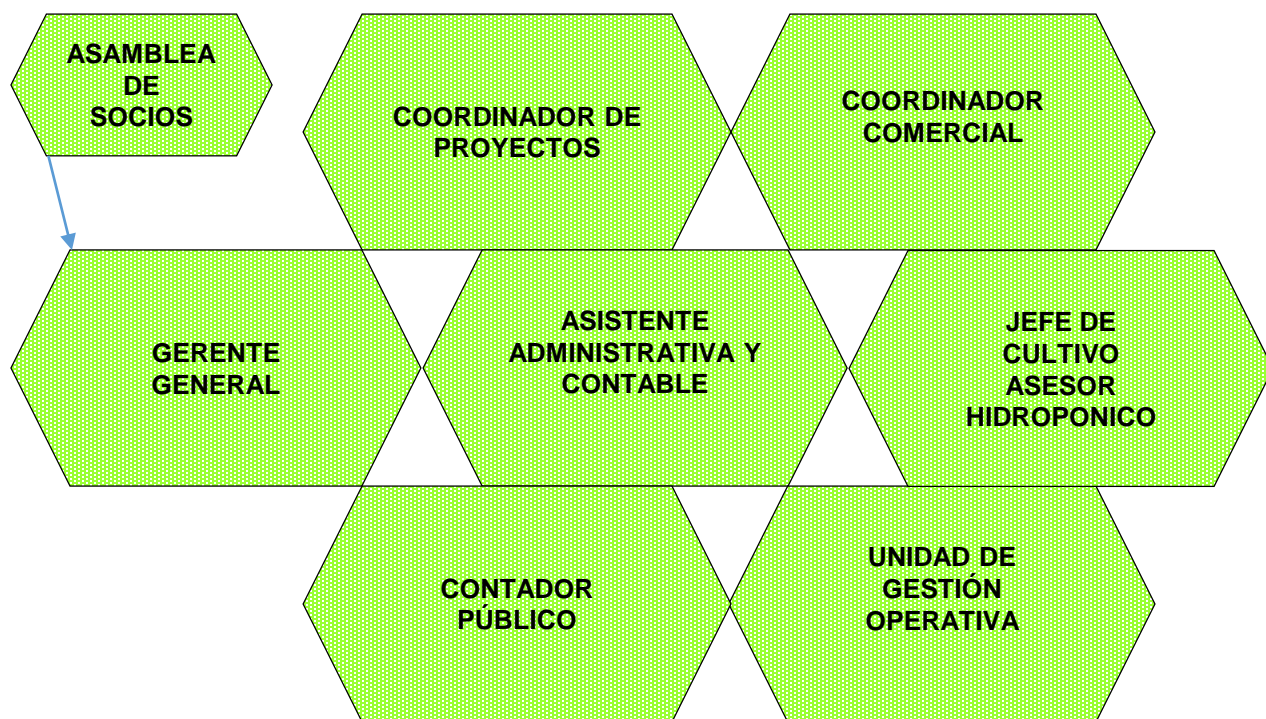 ASAMBLEA
DE
SOCIOS
COORDINADOR DE
PROYECTOS
COORDINADOR
COMERCIAL
GERENTE
GENERAL
ASISTENTE
ADMINISTRATIVA Y
CONTABLE
JEFE DE
CULTIVO
ASESOR
HIDROPONICO
CONTADOR
PÚBLICO
UNIDAD DE
GESTIÓN
OPERATIVA